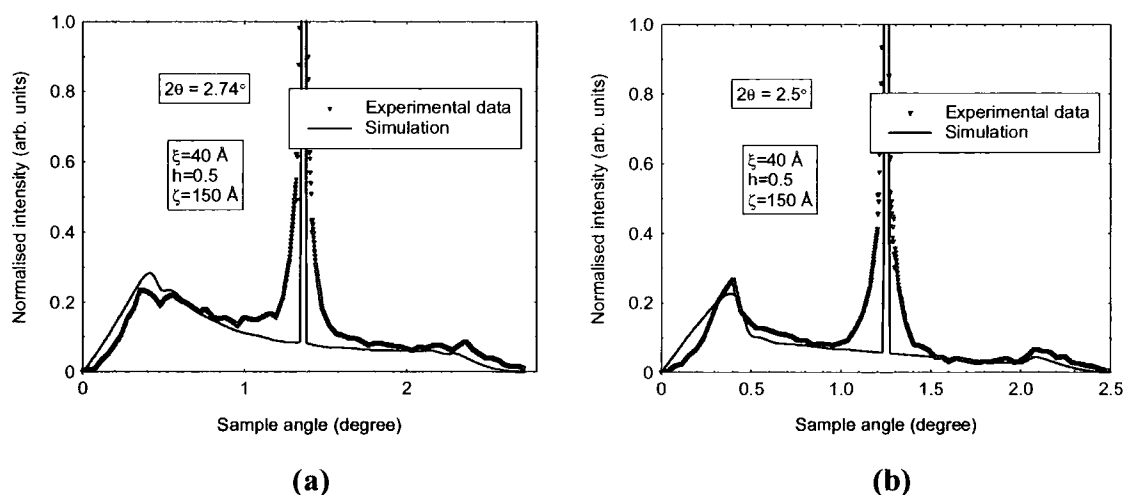 Normalised intensity (arb. units)
1.0
0.8
0.6
0.4
0.2
0
2θ = 2.74°
Experimental data
Simulation
ξ=40 Å
h=0.5
ζ=150 Å
0
1
2
Sample angle (degree)
(a)
Normalised intensity (arb. units)
1.0
0.8
0.6
0.4
0.2
0
2θ = 2.5°
Experimental data
Simulation
ξ=40 Å
h=0.5
ζ=150 Å
0
0.5
1.0
1.5
2.0
2.5
Sample angle (degree)
(b)